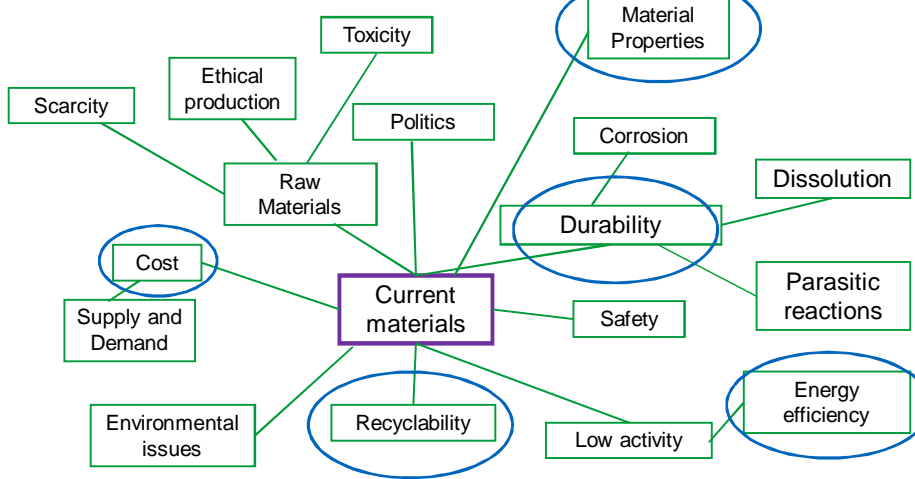 Material
Properties
Toxicity
Ethical
production
Scarcity
Politics
Corrosion
Dissolution
Raw
Materials
Durability
Cost
Current
materials
Parasitic
reactions
Supply and
Demand
Safety
Energy
efficiency
Environmental
issues
Recyclability
Low activity